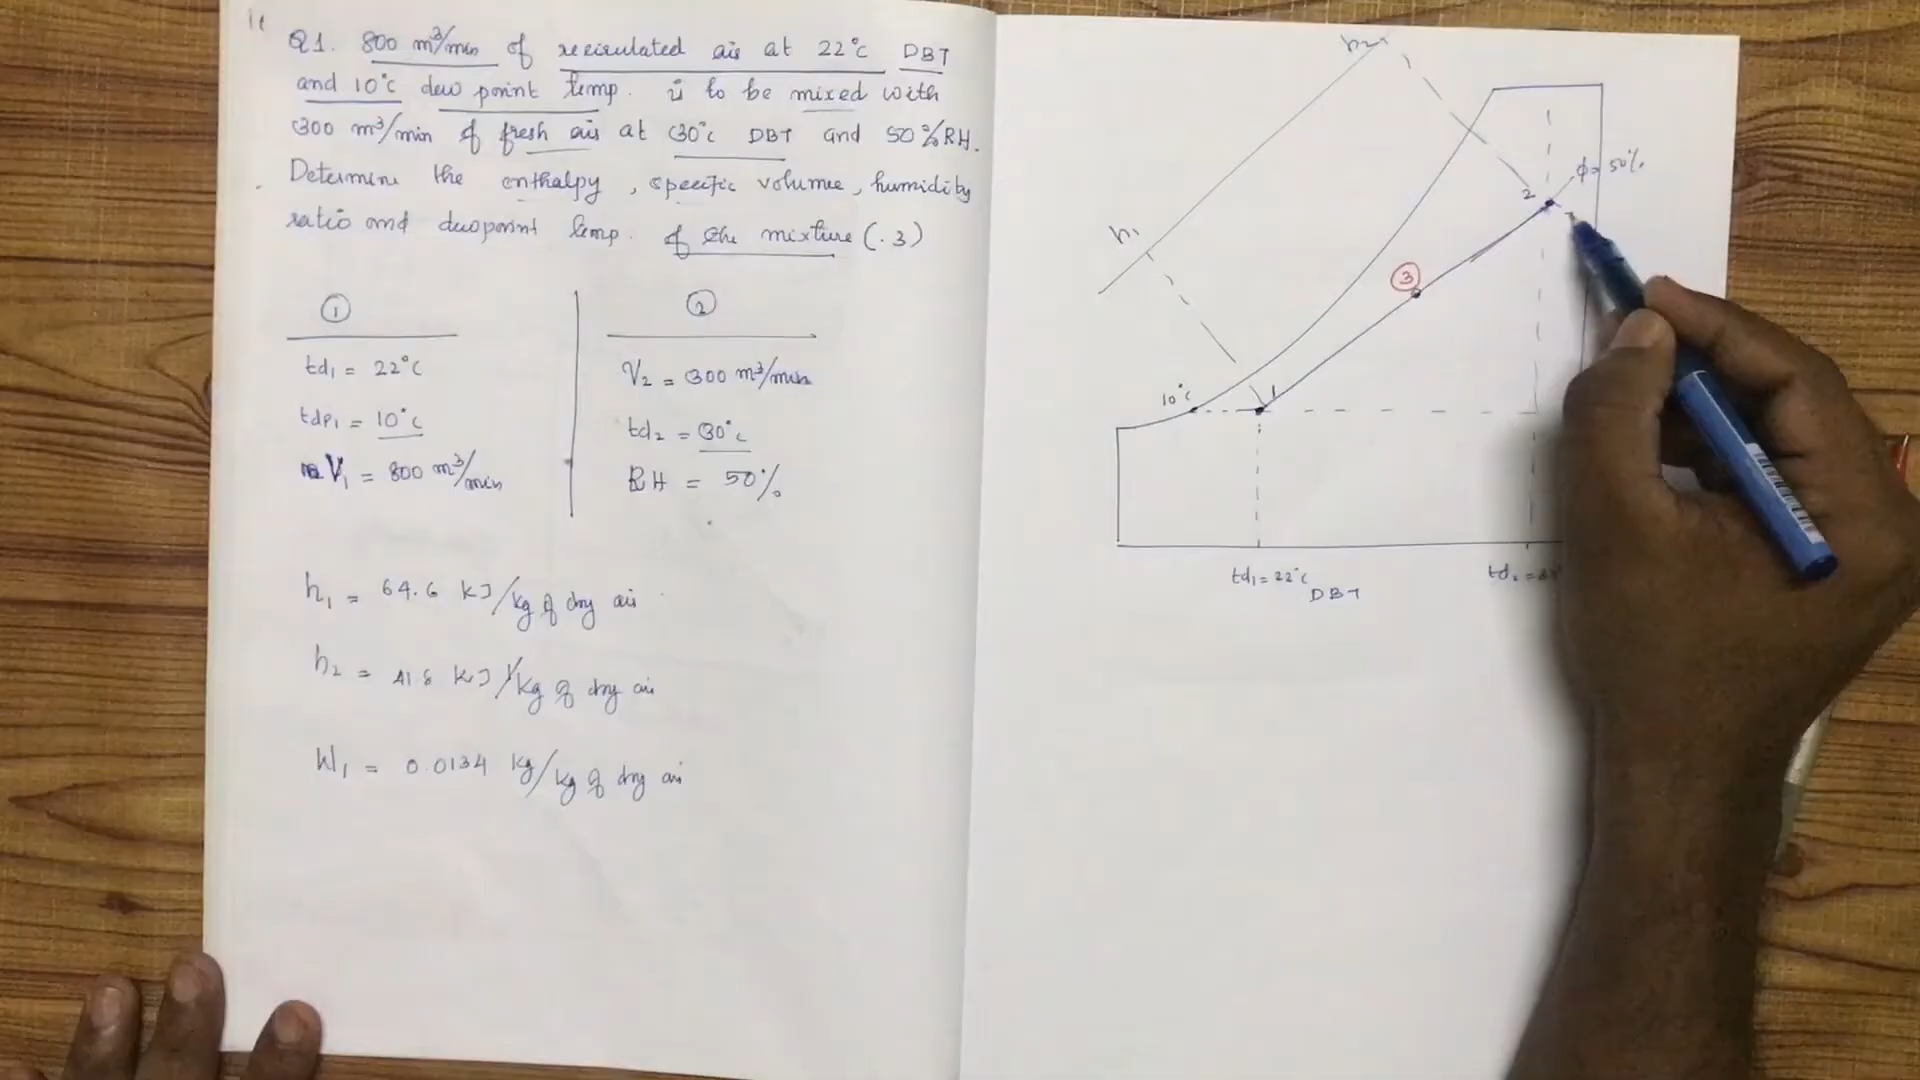 Q1. 800 m³/min of recirculated air at 22°C DBT
and 10°C dew point temp. is to be mixed with
300 m³/min of fresh air at 30°C DBT and 50% RH.
Determine the enthalpy, specific volume, humidity
ratio and dewpoint temp. of the mixture (.3)
①
td₁ = 22°C
tdp₁ = 10°C
V₁ = 800 m³/min
②
V₂ = 300 m³/min
td₂ = 30°C
RH = 50%
h₁ = 64.6 kJ/kg of dry air
h₂ = 41.8 kJ/kg of dry air
W₁ = 0.0134 kg/kg of dry air
h₂
h₁
ϕ = 50%
2
③
10°C
1
td₁ = 22°C
td₂ =
DBT